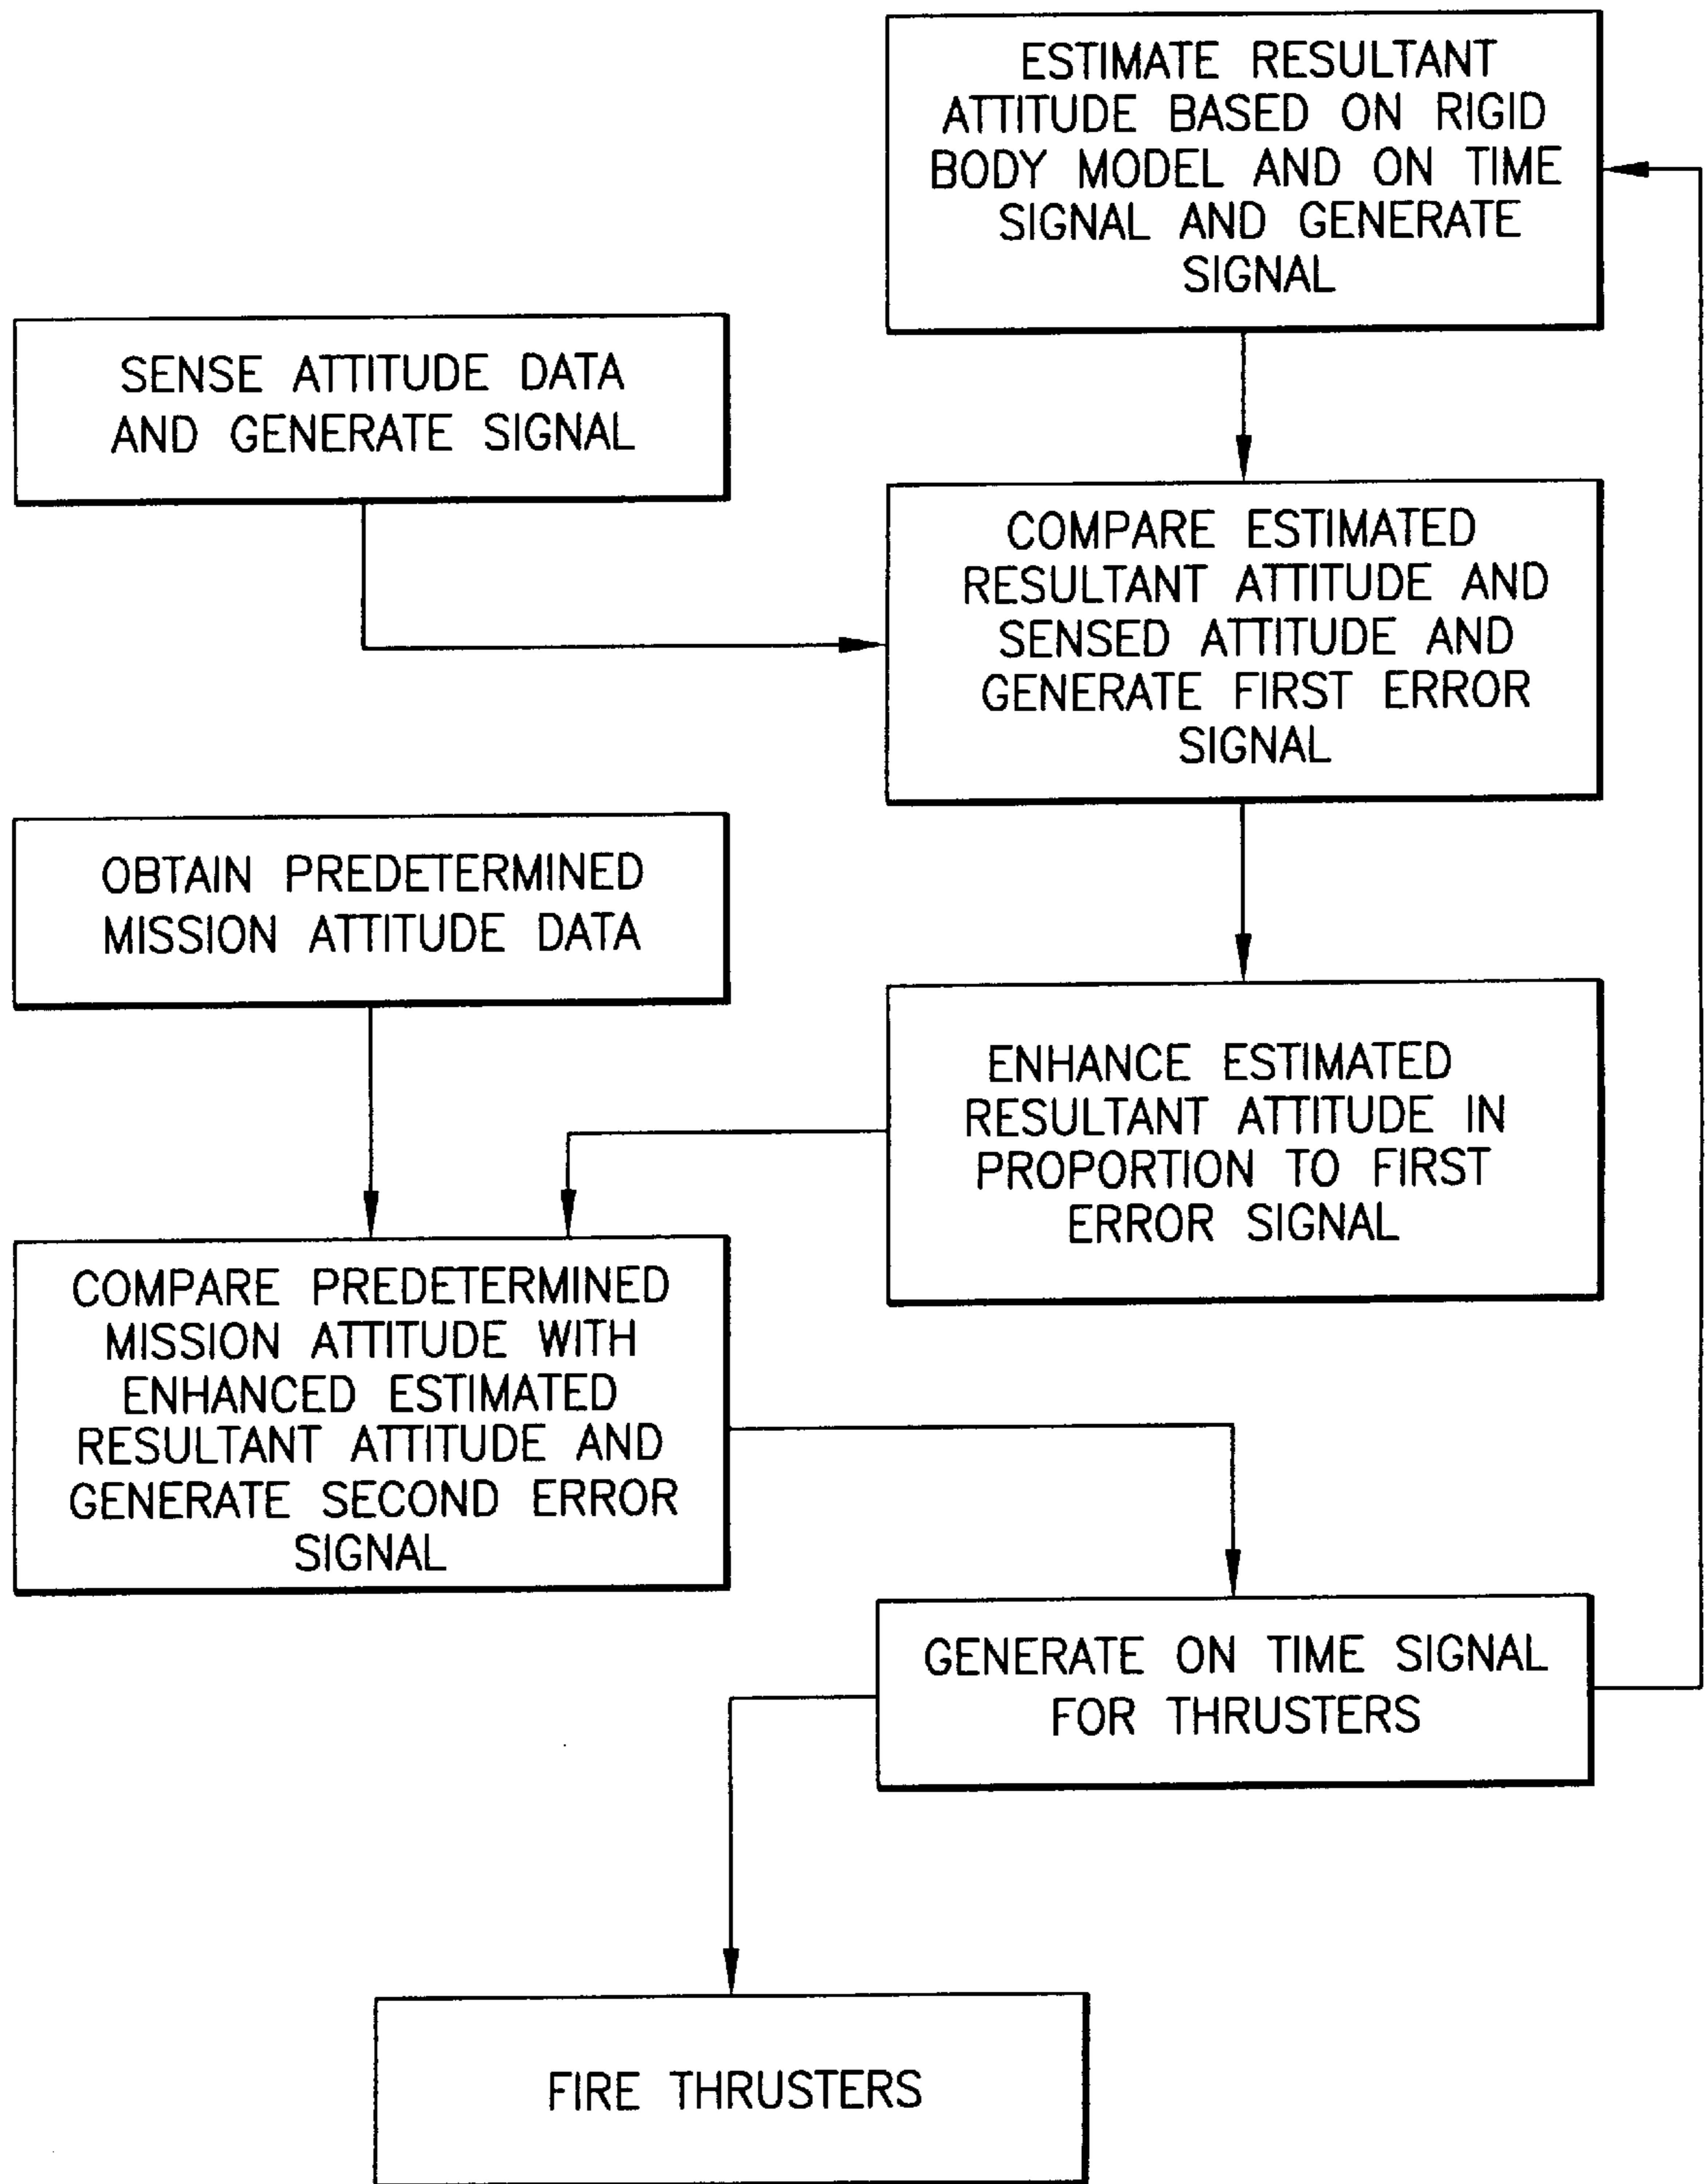 ESTIMATE RESULTANT
ATTITUDE BASED ON RIGID
BODY MODEL AND ON TIME
SIGNAL AND GENERATE
SIGNAL
SENSE ATTITUDE DATA
AND GENERATE SIGNAL
COMPARE ESTIMATED
RESULTANT ATTITUDE AND
SENSED ATTITUDE AND
GENERATE FIRST ERROR
SIGNAL
OBTAIN PREDETERMINED
MISSION ATTITUDE DATA
ENHANCE ESTIMATED
RESULTANT ATTITUDE IN
PROPORTION TO FIRST
ERROR SIGNAL
COMPARE PREDETERMINED
MISSION ATTITUDE WITH
ENHANCED ESTIMATED
RESULTANT ATTITUDE AND
GENERATE SECOND ERROR
SIGNAL
GENERATE ON TIME SIGNAL
FOR THRUSTERS
FIRE THRUSTERS